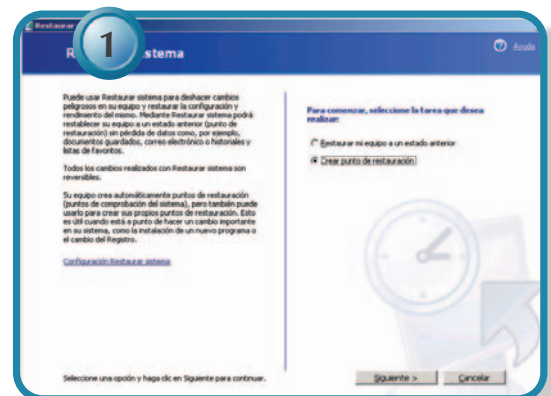 Restaurar
1
R stema
Ayuda
Puede usar Restaurar sistema para deshacer cambios
peligrosos en su equipo y restaurar la configuración y
rendimiento del mismo. Mediante Restaurar sistema podrá
restablecer su equipo a un estado anterior (punto de
restauración) sin pérdida de datos como, por ejemplo,
documentos guardados, correo electrónico o historiales y
listas de favoritos.
Todos los cambios realizados con Restaurar sistema son
reversibles.
Su equipo crea automáticamente puntos de restauración
(puntos de comprobación del sistema), pero también puede
usarlo para crear sus propios puntos de restauración. Esto
es útil cuando está a punto de hacer un cambio importante
en su sistema, como la instalación de un nuevo programa o
el cambio del Registro.
Configuración Restaurar sistema
Para comenzar, seleccione la tarea que desea
realizar:
Restaurar mi equipo a un estado anterior
Crear punto de restauración
Seleccione una opción y haga clic en Siguiente para continuar.
Siguiente >
Cancelar